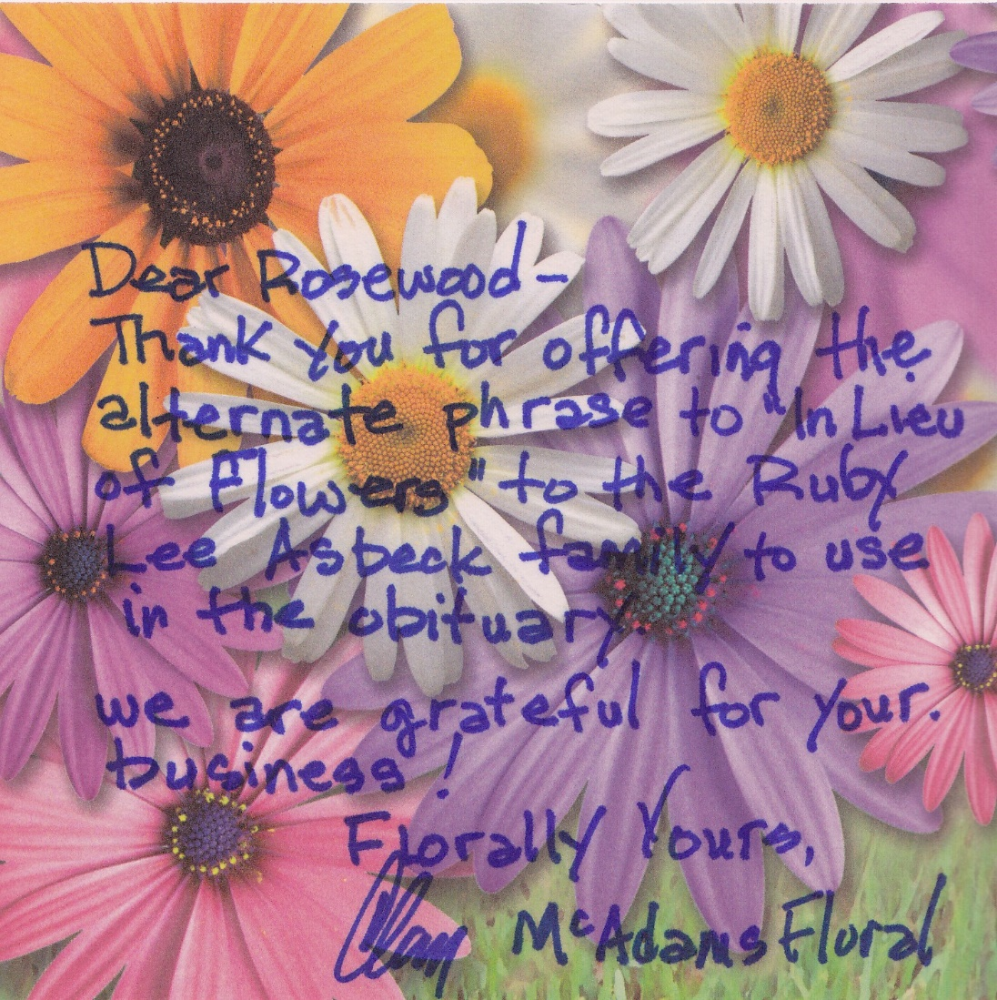 Dear Rosewood-
Thank you for offering the
alternate phrase to "In Lieu
of Flowers" to the Ruby
Lee Asbeck family to use
in the obituary
we are grateful for your.
business!
Florally Yours,
Clay McAdams Floral